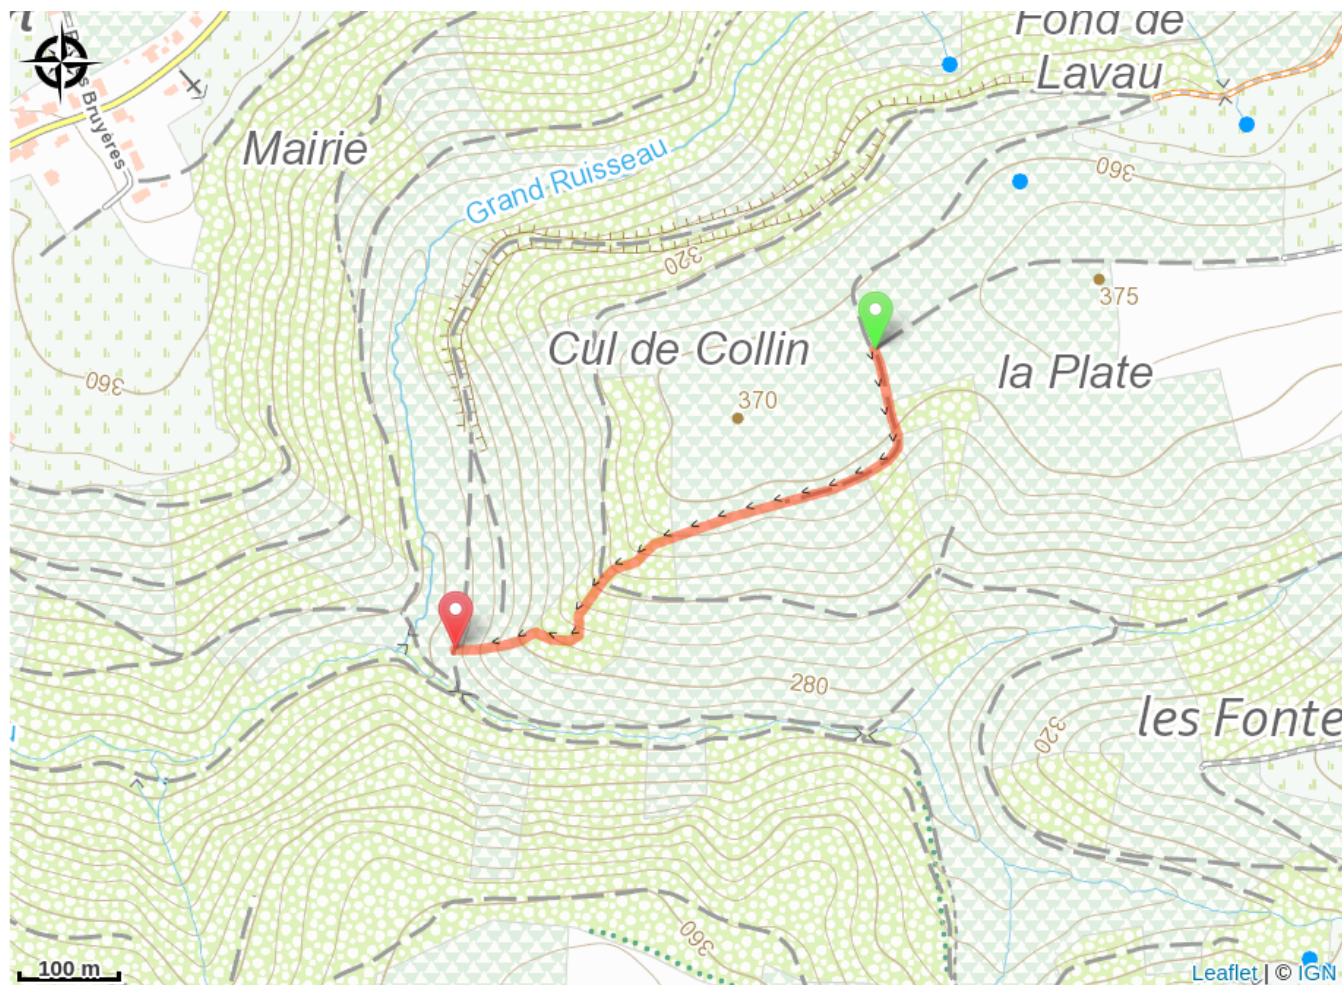 Fond de
Lavau
Bruyères
Mairie
Grand Ruisseau
360
320
375
Cul de Collin
la Plate
370
360
280
les Fonte
320
360
100 m
Leaflet | © IGN